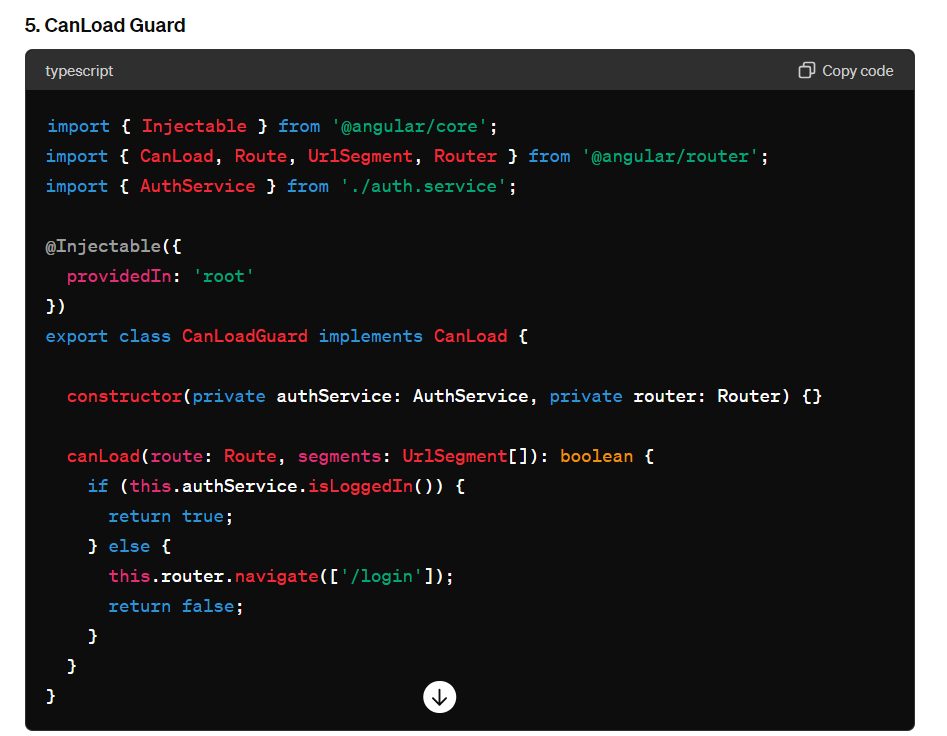 5. CanLoad Guard
typescript
Copy code
import { Injectable } from '@angular/core';
import { CanLoad, Route, UrlSegment, Router } from '@angular/router';
import { AuthService } from './auth.service';
@Injectable({
  providedIn: 'root'
})
export class CanLoadGuard implements CanLoad {
  constructor(private authService: AuthService, private router: Router) {}
  canLoad(route: Route, segments: UrlSegment[]): boolean {
    if (this.authService.isLoggedIn()) {
      return true;
    } else {
      this.router.navigate(['/login']);
      return false;
    }
  }
}